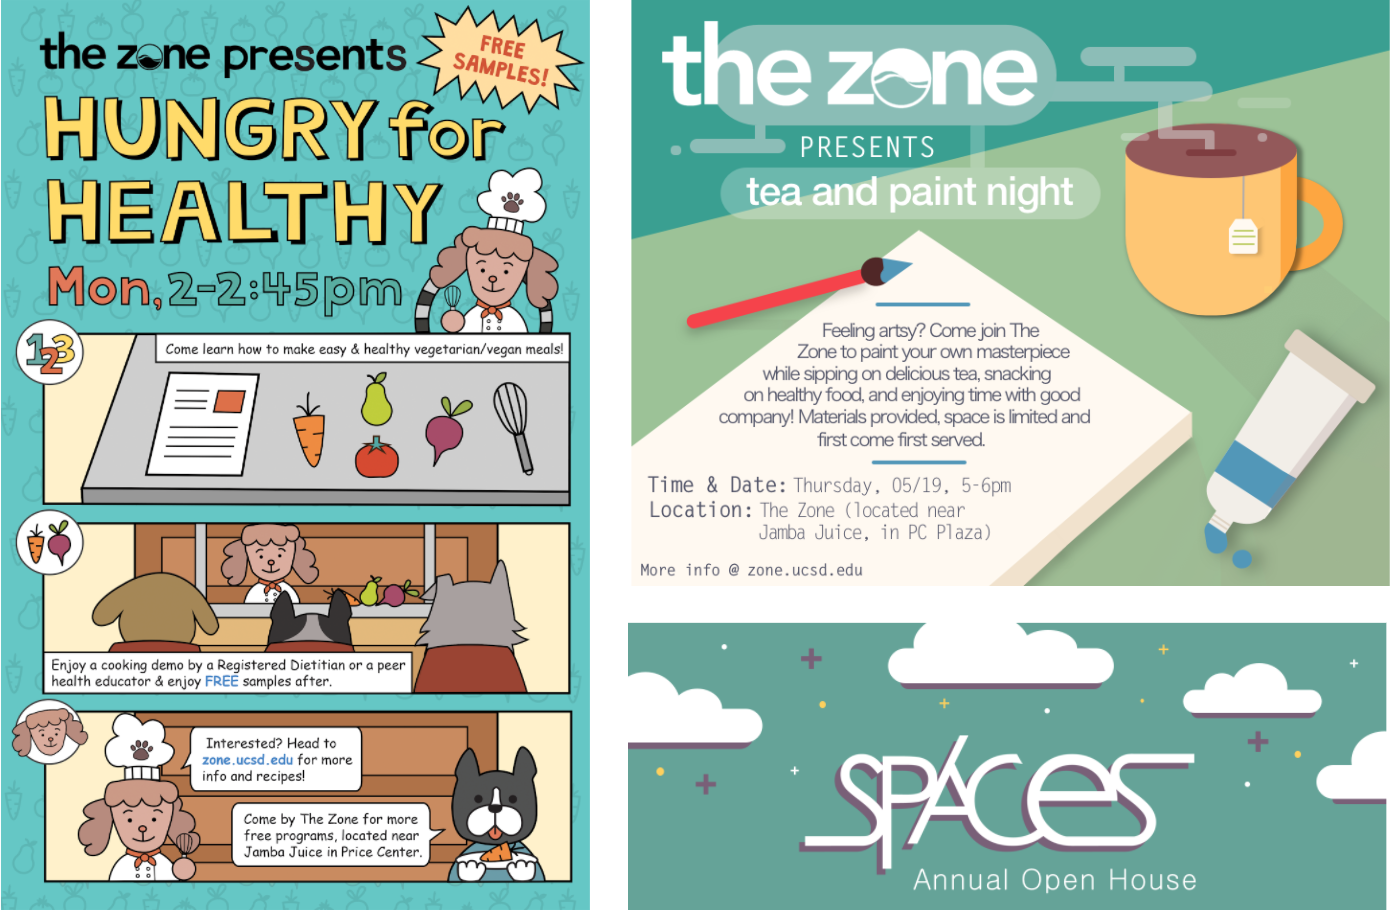 the zone presents
FREE
SAMPLES!
HUNGRY for
HEALTHY
Mon, 2-2:45pm
123
Come learn how to make easy & healthy vegetarian/vegan meals!
Enjoy a cooking demo by a Registered Dietitian or a peer
health educator & enjoy FREE samples after.
Interested? Head to
zone.ucsd.edu for more
info and recipes!
Come by The Zone for more
free programs, located near
Jamba Juice in Price Center.
the zone
PRESENTS
tea and paint night
Feeling artsy? Come join The
Zone to paint your own masterpiece
while sipping on delicious tea, snacking
on healthy food, and enjoying time with good
company! Materials provided, space is limited and
first come first served.
Time & Date: Thursday, 05/19, 5-6pm
Location: The Zone (located near
Jamba Juice, in PC Plaza)
More info @ zone.ucsd.edu
SPACES
Annual Open House